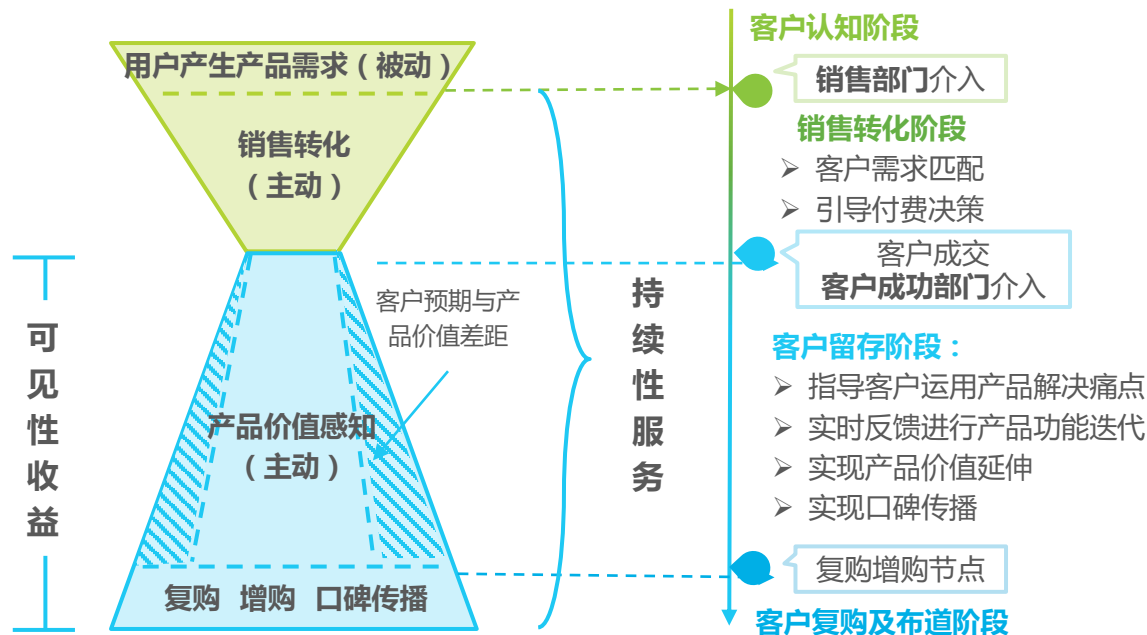 客户认知阶段
用户产生产品需求（被动）
销售部门介入
销售转化
（主动）
销售转化阶段
➢ 客户需求匹配
➢ 引导付费决策
客户成交
客户成功部门介入
可见性收益
客户预期与产
品价值差距
持续性服务
产品价值感知
（主动）
客户留存阶段：
➢ 指导客户运用产品解决痛点
➢ 实时反馈进行产品功能迭代
➢ 实现产品价值延伸
➢ 实现口碑传播
复购增购节点
复购 增购 口碑传播
客户复购及布道阶段